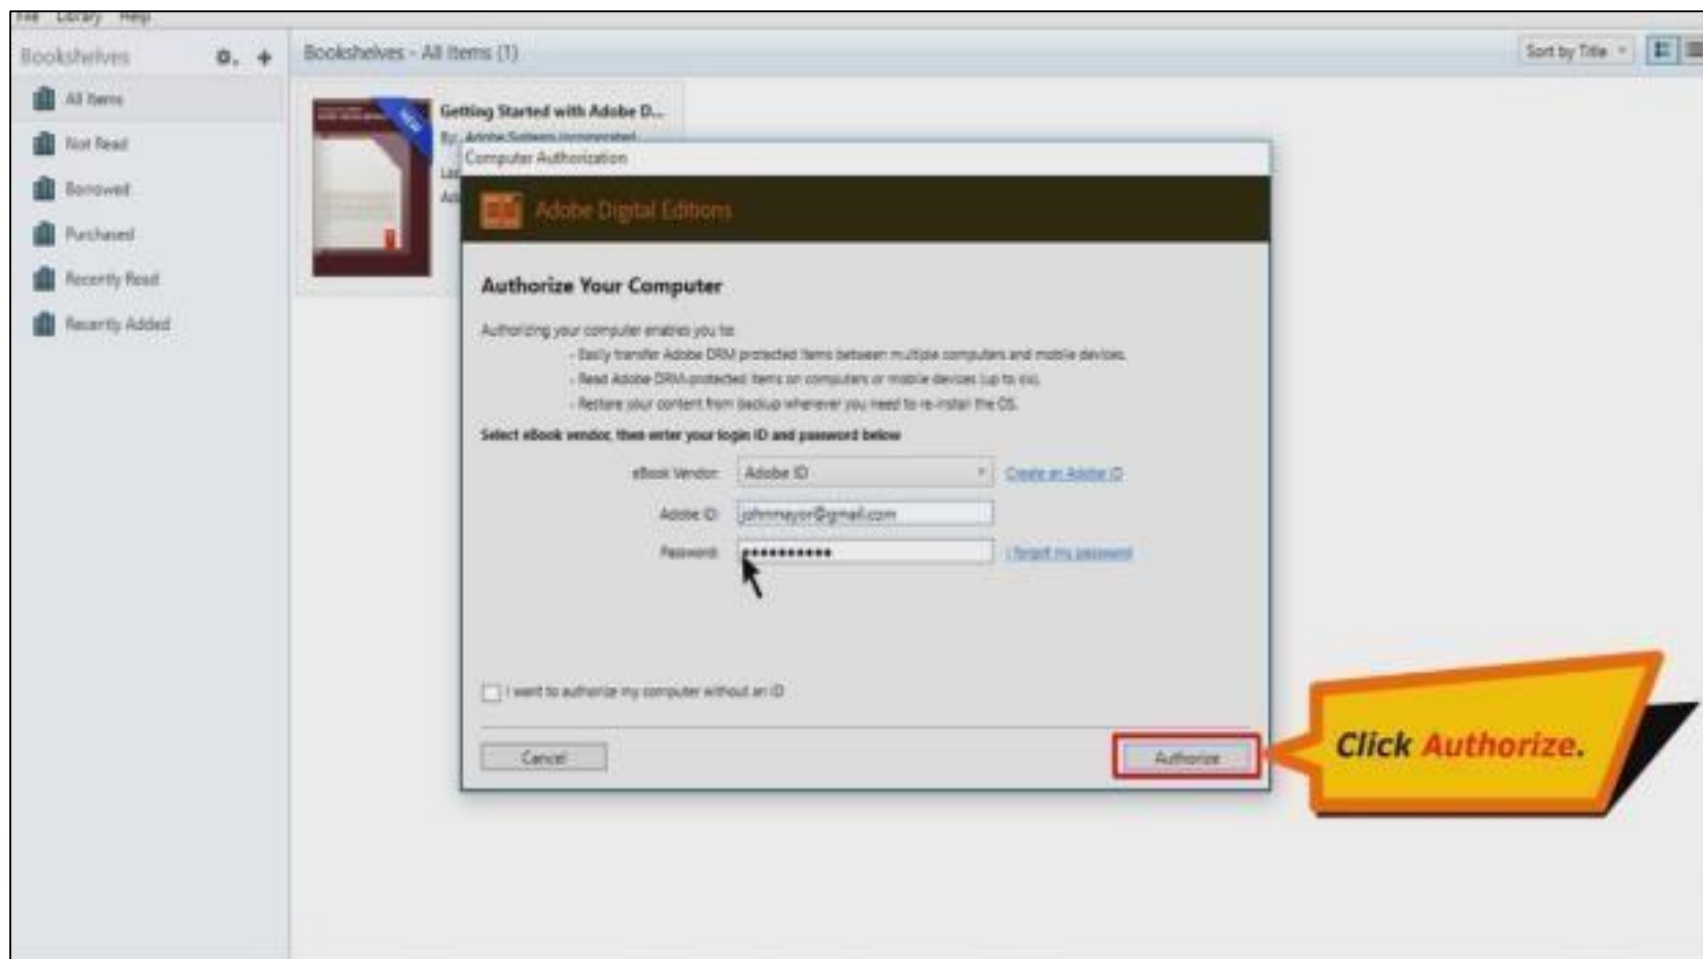 File Library Help
Bookshelves
Bookshelves - All Items (1)
Sort by Title
All Items
Not Read
Borrowed
Purchased
Recently Read
Recently Added
NEW
Getting Started with Adobe D...
By: Adobe Systems Incorporated
Computer Authorization
Adobe Digital Editions
Authorize Your Computer
Authorizing your computer enables you to:
- Easily transfer Adobe DRM protected items between multiple computers and mobile devices.
- Read Adobe DRM-protected items on computers or mobile devices (up to six).
- Restore your content from backup whenever you need to re-install the OS.
Select eBook vendor, then enter your login ID and password below
eBook Vendor: Adobe ID Create an Adobe ID
Adobe ID: johnmayor@gmail.com
Password: I forgot my password
I want to authorize my computer without an ID
Cancel
Authorize
Click Authorize.